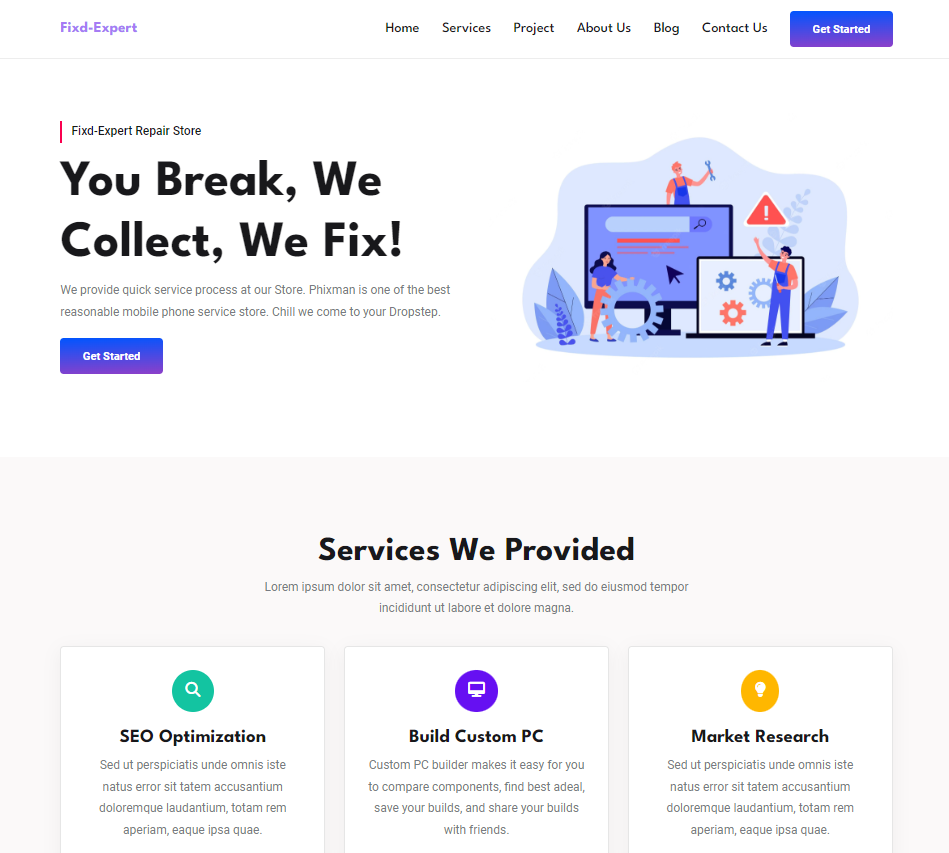 Fixd-Expert
Home Services Project About Us Blog Contact Us Get Started
Fixd-Expert Repair Store
You Break, We
Collect, We Fix!
We provide quick service process at our Store. Phixman is one of the best
reasonable mobile phone service store. Chill we come to your Dropstep.
Get Started
Services We Provided
Lorem ipsum dolor sit amet, consectetur adipiscing elit, sed do eiusmod tempor
incididunt ut labore et dolore magna.
SEO Optimization
Sed ut perspiciatis unde omnis iste
natus error sit tatem accusantium
doloremque laudantium, totam rem
aperiam, eaque ipsa quae.
Build Custom PC
Custom PC builder makes it easy for you
to compare components, find best adeal,
save your builds, and share your builds
with friends.
Market Research
Sed ut perspiciatis unde omnis iste
natus error sit tatem accusantium
doloremque laudantium, totam rem
aperiam, eaque ipsa quae.